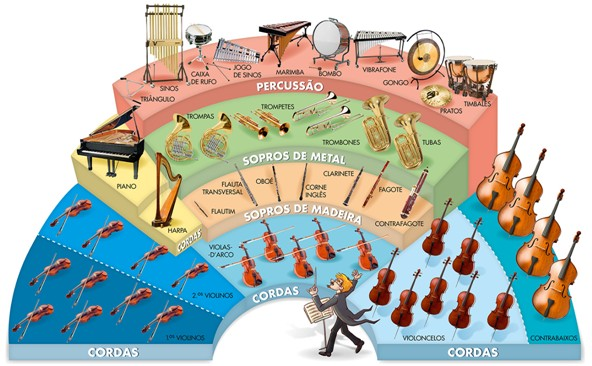 SINOS
CAIXA
DE RUFO
JOGO
DE SINOS
MARIMBA
BOMBO
VIBRAFONE
GONGO
TIMBALES
TRIÂNGULO
PRATOS
PERCUSSÃO
TROMPAS
TROMPETES
TROMBONES
TUBAS
SOPROS DE METAL
PIANO
HARPA
CORDAS
FLAUTA
TRANSVERSAL
OBOÉ
CORNE
INGLÊS
CLARINETE
FAGOTE
FLAUTIM
CONTRAFAGOTE
SOPROS DE MADEIRA
VIOLAS-
D'ARCO
CORDAS
2.ºs VIOLINOS
1.ºs VIOLINOS
CORDAS
VIOLONCELOS
CONTRABAIXOS
CORDAS